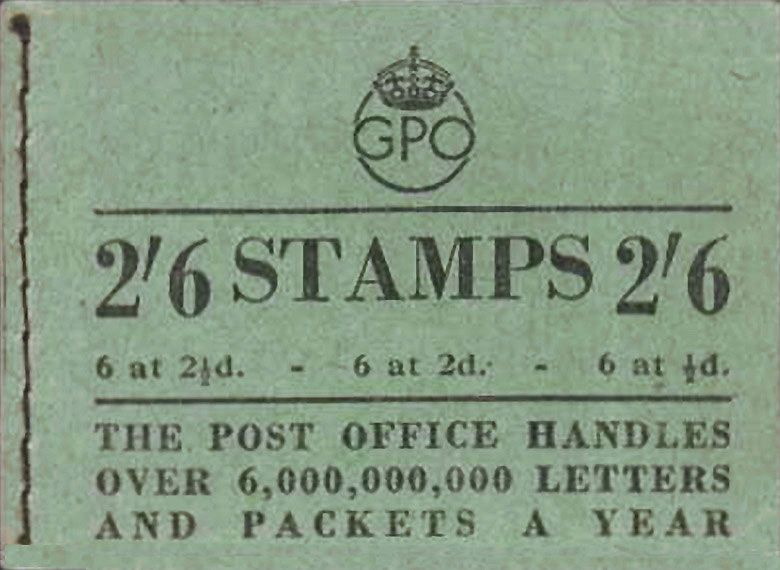 GPO
2'6 STAMPS 2'6
6 at 2½d. - 6 at 2d. - 6 at ½d.
THE POST OFFICE HANDLES
OVER 6,000,000,000 LETTERS
AND PACKETS A YEAR